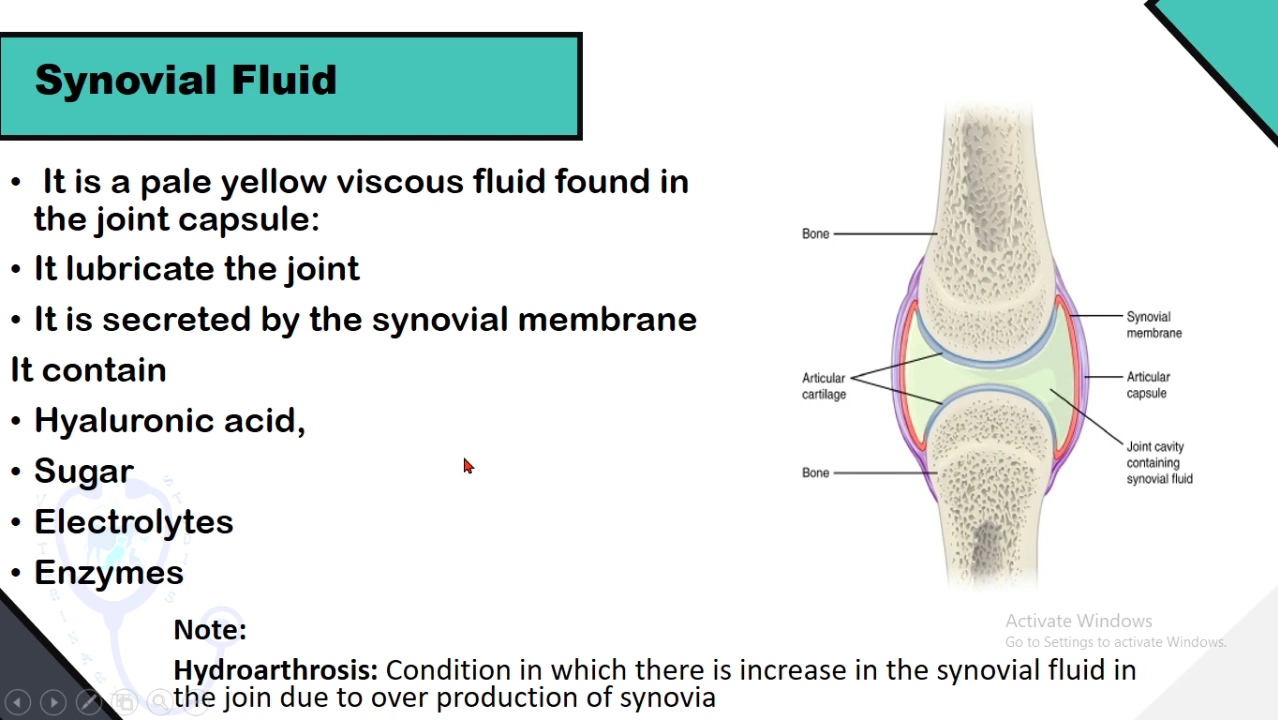 Synovial Fluid
• It is a pale yellow viscous fluid found in
the joint capsule:
• It lubricate the joint
• It is secreted by the synovial membrane
It contain
• Hyaluronic acid,
• Sugar
• Electrolytes
• Enzymes
Note:
Hydroarthrosis: Condition in which there is increase in the synovial fluid in
the join due to over production of synovia
Bone
Synovial
membrane
Articular
cartilage
Articular
capsule
Joint cavity
containing
synovial fluid
Bone
Activate Windows
Go to Settings to activate Windows.